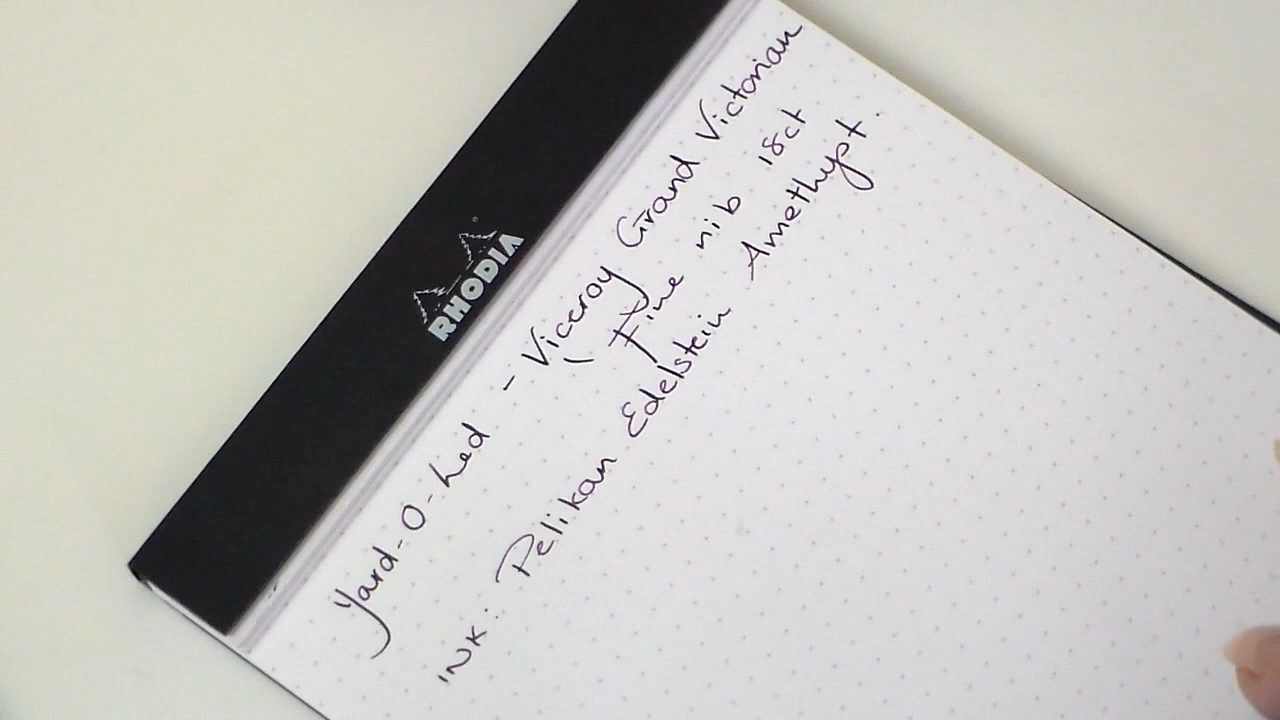 RHODIA
Yard-O-Led - Viceroy Grand Victorian
Fine nib 18ct
INK: Pelikan Edelstein Amethyst.